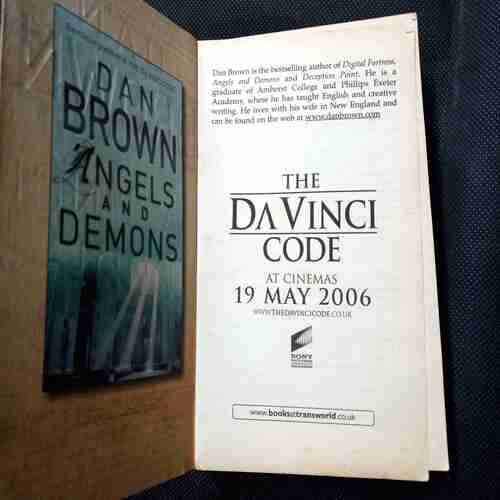 DAN
BROWN
ANGELS
AND
DEMONS
Dan Brown is the bestselling author of Digital Fortress,
Angels and Demons and Deception Point. He is a
graduate of Amherst College and Phillips Exeter
Academy, where he has taught English and creative
writing. He lives with his wife in New England and
can be found on the web at www.danbrown.com
THE
DA VINCI
CODE
AT CINEMAS
19 MAY 2006
WWW.THEDAVINCICODE.CO.UK
SONY
www.booksattransworld.co.uk